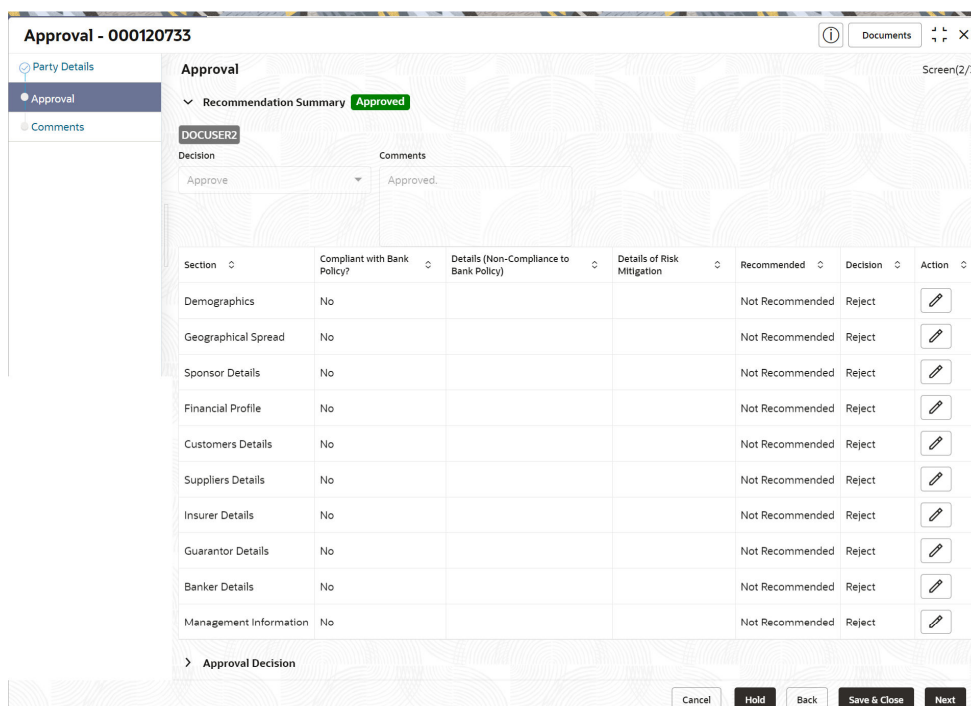 Approval - 000120733
Documents
Party Details
Approval
Comments
Approval
Screen(2/
Recommendation Summary Approved
DOCUSER2
Decision Comments
Approve Approved.
Section Compliant with Bank Policy? Details (Non-Compliance to Bank Policy) Details of Risk Mitigation Recommended Decision Action
Demographics No Not Recommended Reject
Geographical Spread No Not Recommended Reject
Sponsor Details No Not Recommended Reject
Financial Profile No Not Recommended Reject
Customers Details No Not Recommended Reject
Suppliers Details No Not Recommended Reject
Insurer Details No Not Recommended Reject
Guarantor Details No Not Recommended Reject
Banker Details No Not Recommended Reject
Management Information No Not Recommended Reject
Approval Decision
Cancel Hold Back Save & Close Next